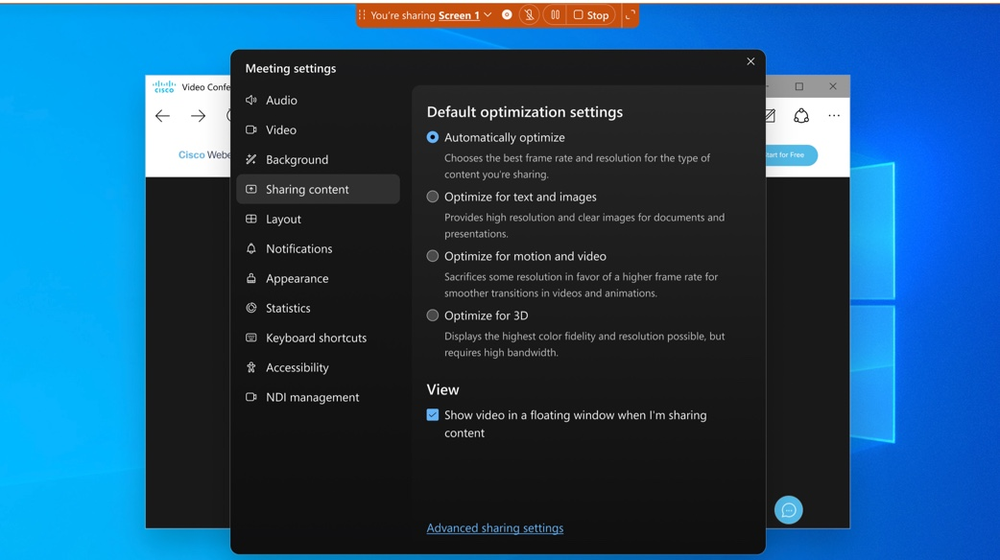 You're sharing Screen 1
Stop
Meeting settings
CISCO
Video Confe
Audio
Video
Background
Sharing content
Layout
Notifications
Appearance
Statistics
Keyboard shortcuts
Accessibility
NDI management
Cisco Webe
tart for Free
Default optimization settings
Automatically optimize
Chooses the best frame rate and resolution for the type of
content you're sharing.
Optimize for text and images
Provides high resolution and clear images for documents and
presentations.
Optimize for motion and video
Sacrifices some resolution in favor of a higher frame rate for
smoother transitions in videos and animations.
Optimize for 3D
Displays the highest color fidelity and resolution possible, but
requires high bandwidth.
View
Show video in a floating window when I'm sharing
content
Advanced sharing settings